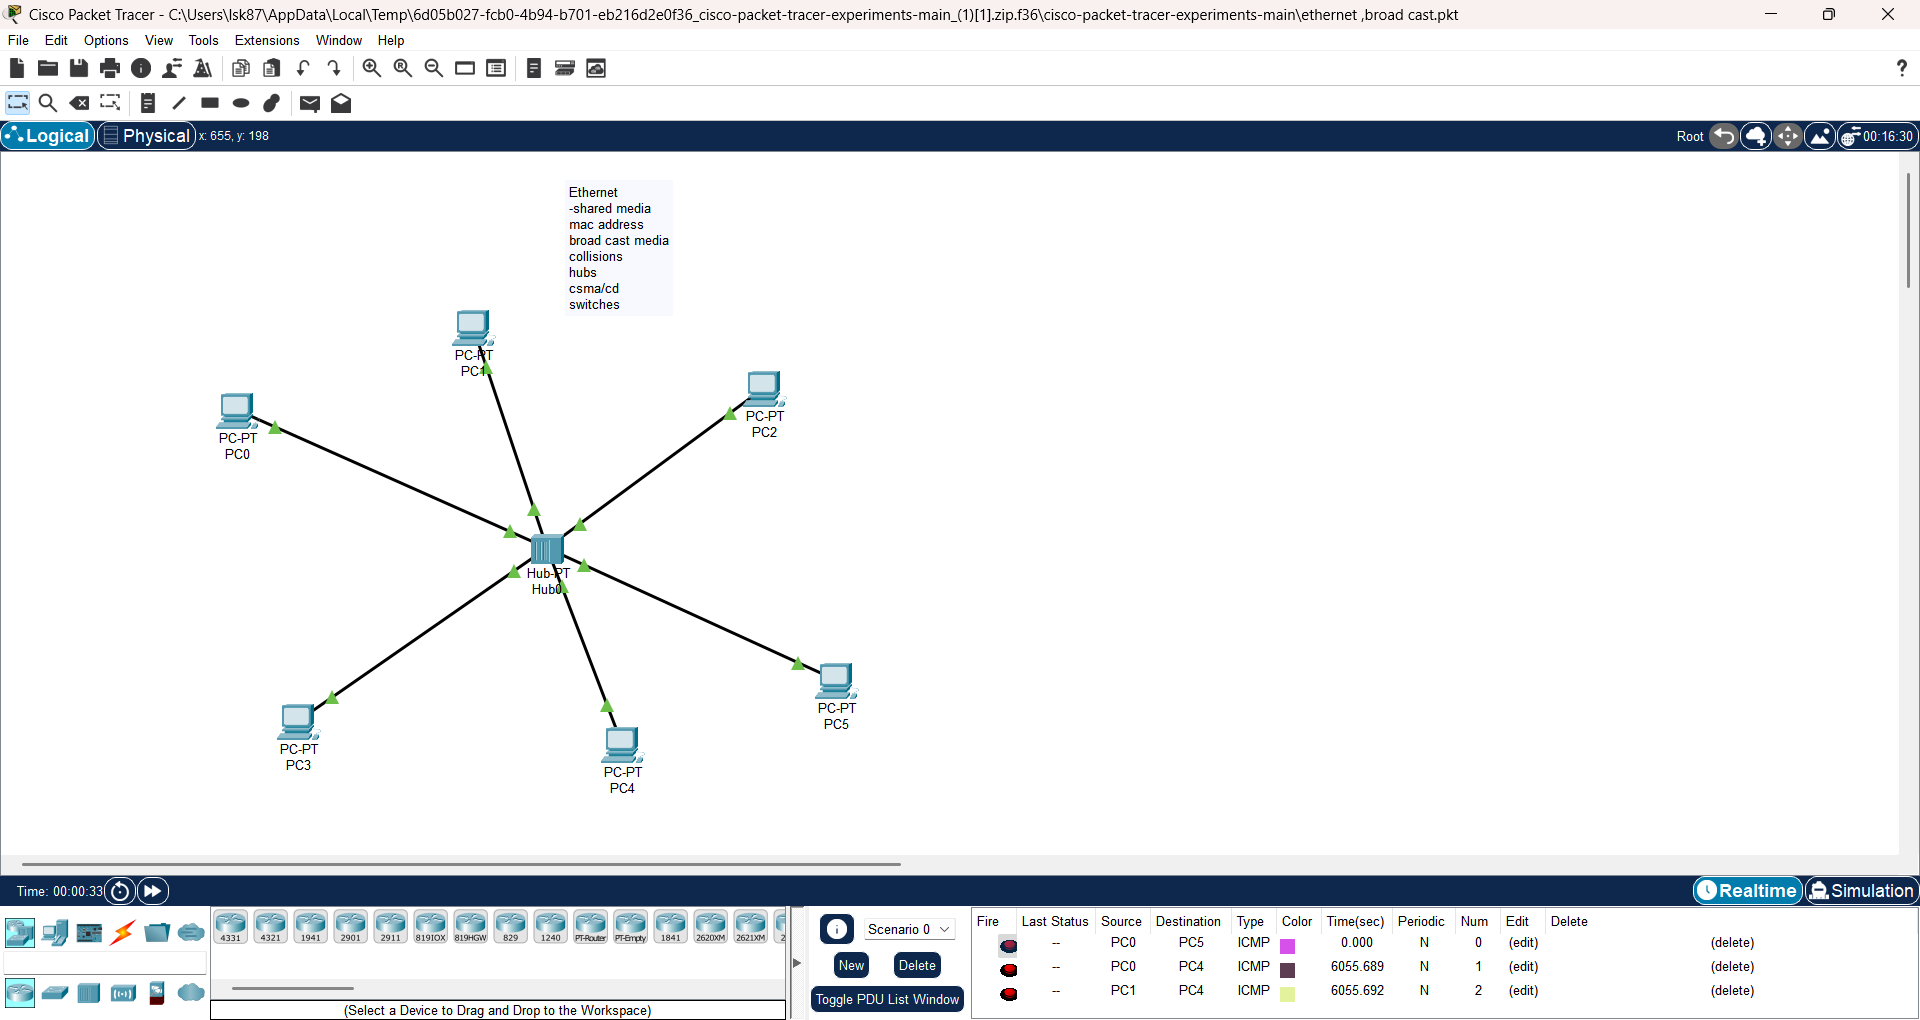 Cisco Packet Tracer - C:\Users\lsk87\AppData\Local\Temp\6d05b027-fcb0-4b94-b701-eb216d2e0f36_cisco-packet-tracer-experiments-main_(1)[1].zip.f36\cisco-packet-tracer-experiments-main\ethernet ,broad cast.pkt
File Edit Options View Tools Extensions Window Help
Logical Physical x: 655, y: 198 Root 00:16:30
Ethernet
-shared media
mac address
broad cast media
collisions
hubs
csma/cd
switches
PC-PT
PC1
PC-PT
PC2
PC-PT
PC0
Hub-PT
Hub0
PC-PT
PC5
PC-PT
PC3
PC-PT
PC4
Time: 00:00:33 Realtime Simulation
4331 4321 1941 2901 2911 819IOX 819HGW 829 1240 PT-Router PT-Empty 1841 2620XM 2621XM 2
(Select a Device to Drag and Drop to the Workspace)
Scenario 0
New Delete
Toggle PDU List Window
Fire Last Status Source Destination Type Color Time(sec) Periodic Num Edit Delete
-- PC0 PC5 ICMP 0.000 N 0 (edit) (delete)
-- PC0 PC4 ICMP 6055.689 N 1 (edit) (delete)
-- PC1 PC4 ICMP 6055.692 N 2 (edit) (delete)